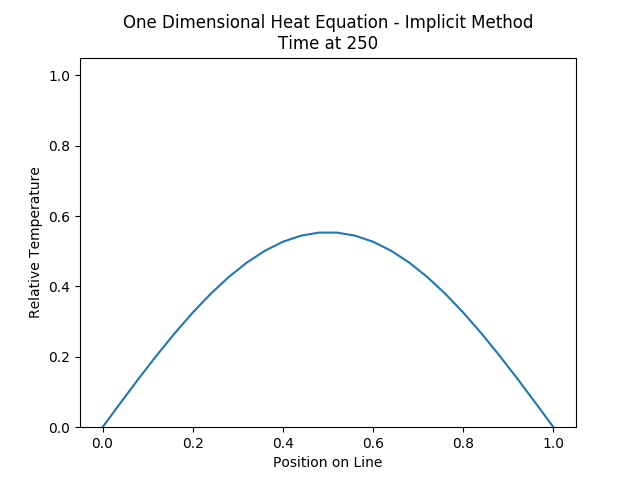 One Dimensional Heat Equation - Implicit Method
Time at 250
1.0
0.8
0.6
0.4
0.2
0.0
Relative Temperature
0.0 0.2 0.4 0.6 0.8 1.0
Position on Line